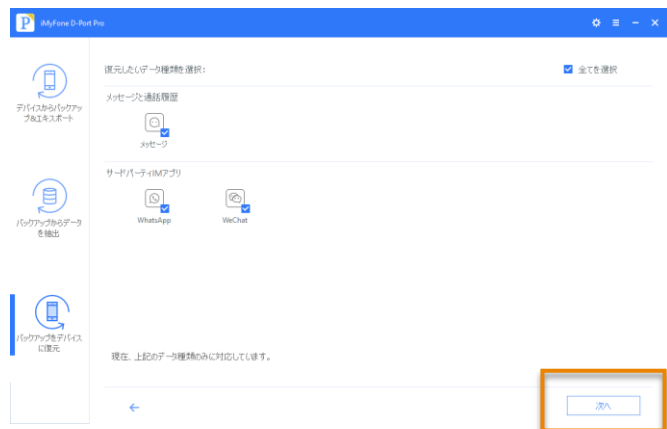 P iMyFone D-Port Pro
復元したいデータ種類を選択:
全てを選択
メッセージと通話履歴
メッセージ
サードパーティIMアプリ
WhatsApp
WeChat
現在、上記のデータ種類のみに対応しています。
次へ
デバイスからバックアッ
プ&エキスポート
バックアップからデータ
を抽出
バックアップをデバイス
に復元